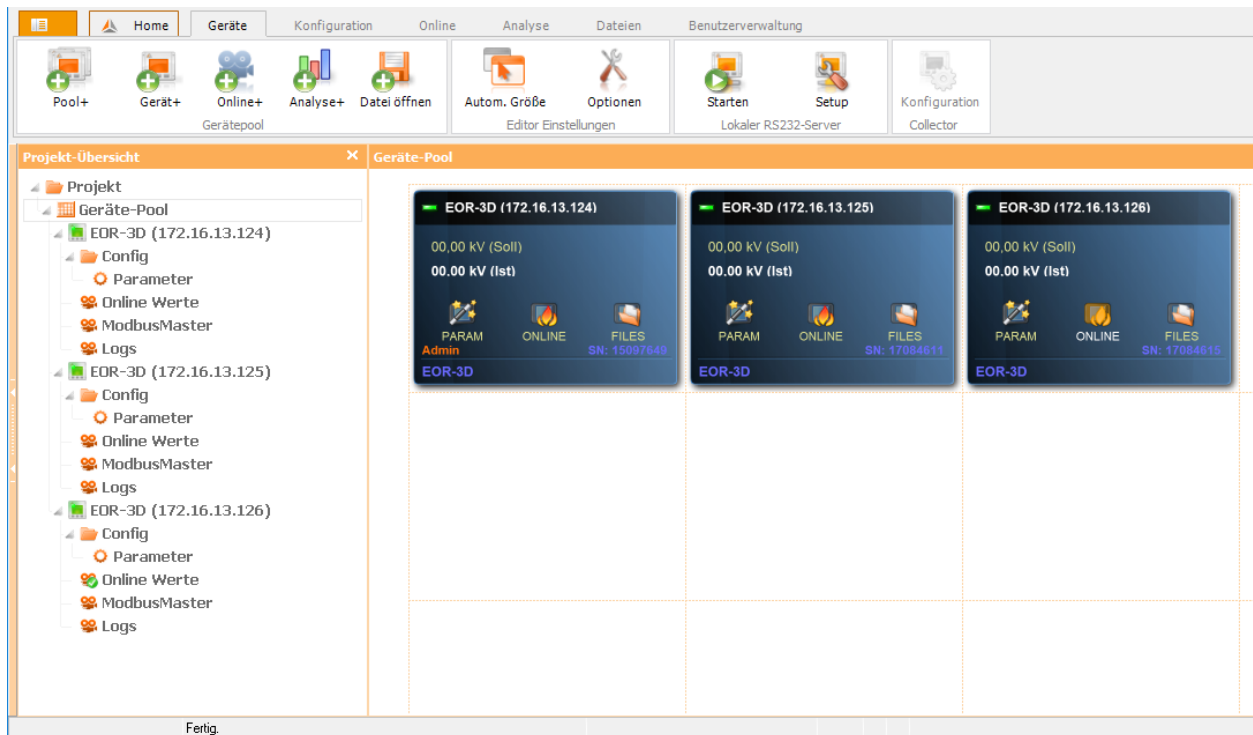 Home Geräte Konfiguration Online Analyse Dateien Benutzerverwaltung
Pool+ Gerät+ Online+ Analyse+ Datei öffnen Autom. Größe Optionen Starten Setup Konfiguration
Gerätepool Editor Einstellungen Lokaler RS232-Server Collector
Projekt-Übersicht
Projekt
Geräte-Pool
EOR-3D (172.16.13.124)
Config
Parameter
Online Werte
ModbusMaster
Logs
EOR-3D (172.16.13.125)
Config
Parameter
Online Werte
ModbusMaster
Logs
EOR-3D (172.16.13.126)
Config
Parameter
Online Werte
ModbusMaster
Logs
Geräte-Pool
EOR-3D (172.16.13.124)
00,00 kV (Soll)
00.00 kV (Ist)
PARAM ONLINE FILES
Admin SN: 15097649
EOR-3D
EOR-3D (172.16.13.125)
00,00 kV (Soll)
00.00 kV (Ist)
PARAM ONLINE FILES
SN: 17084611
EOR-3D
EOR-3D (172.16.13.126)
00,00 kV (Soll)
00.00 kV (Ist)
PARAM ONLINE FILES
SN: 17084615
EOR-3D
Fertig.